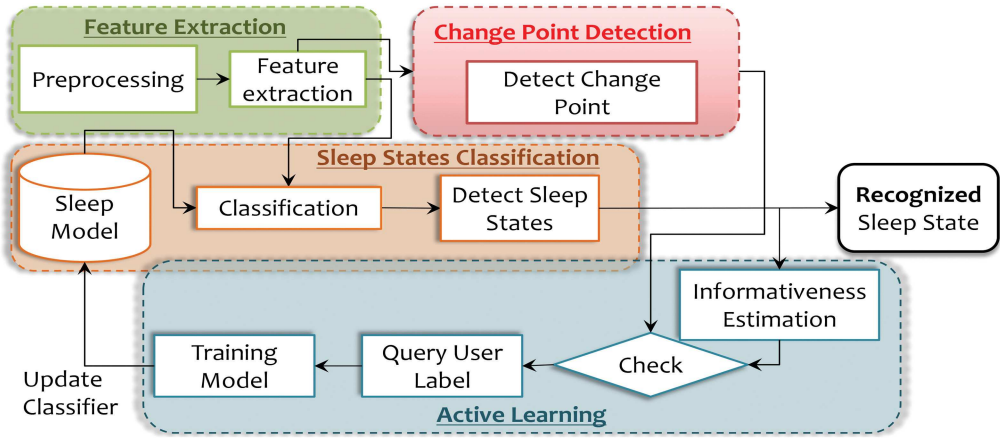 Feature Extraction
Preprocessing
Feature
extraction
Change Point Detection
Detect Change
Point
Sleep States Classification
Sleep
Model
Classification
Detect Sleep
States
Recognized
Sleep State
Informativeness
Estimation
Check
Query User
Label
Training
Model
Update
Classifier
Active Learning